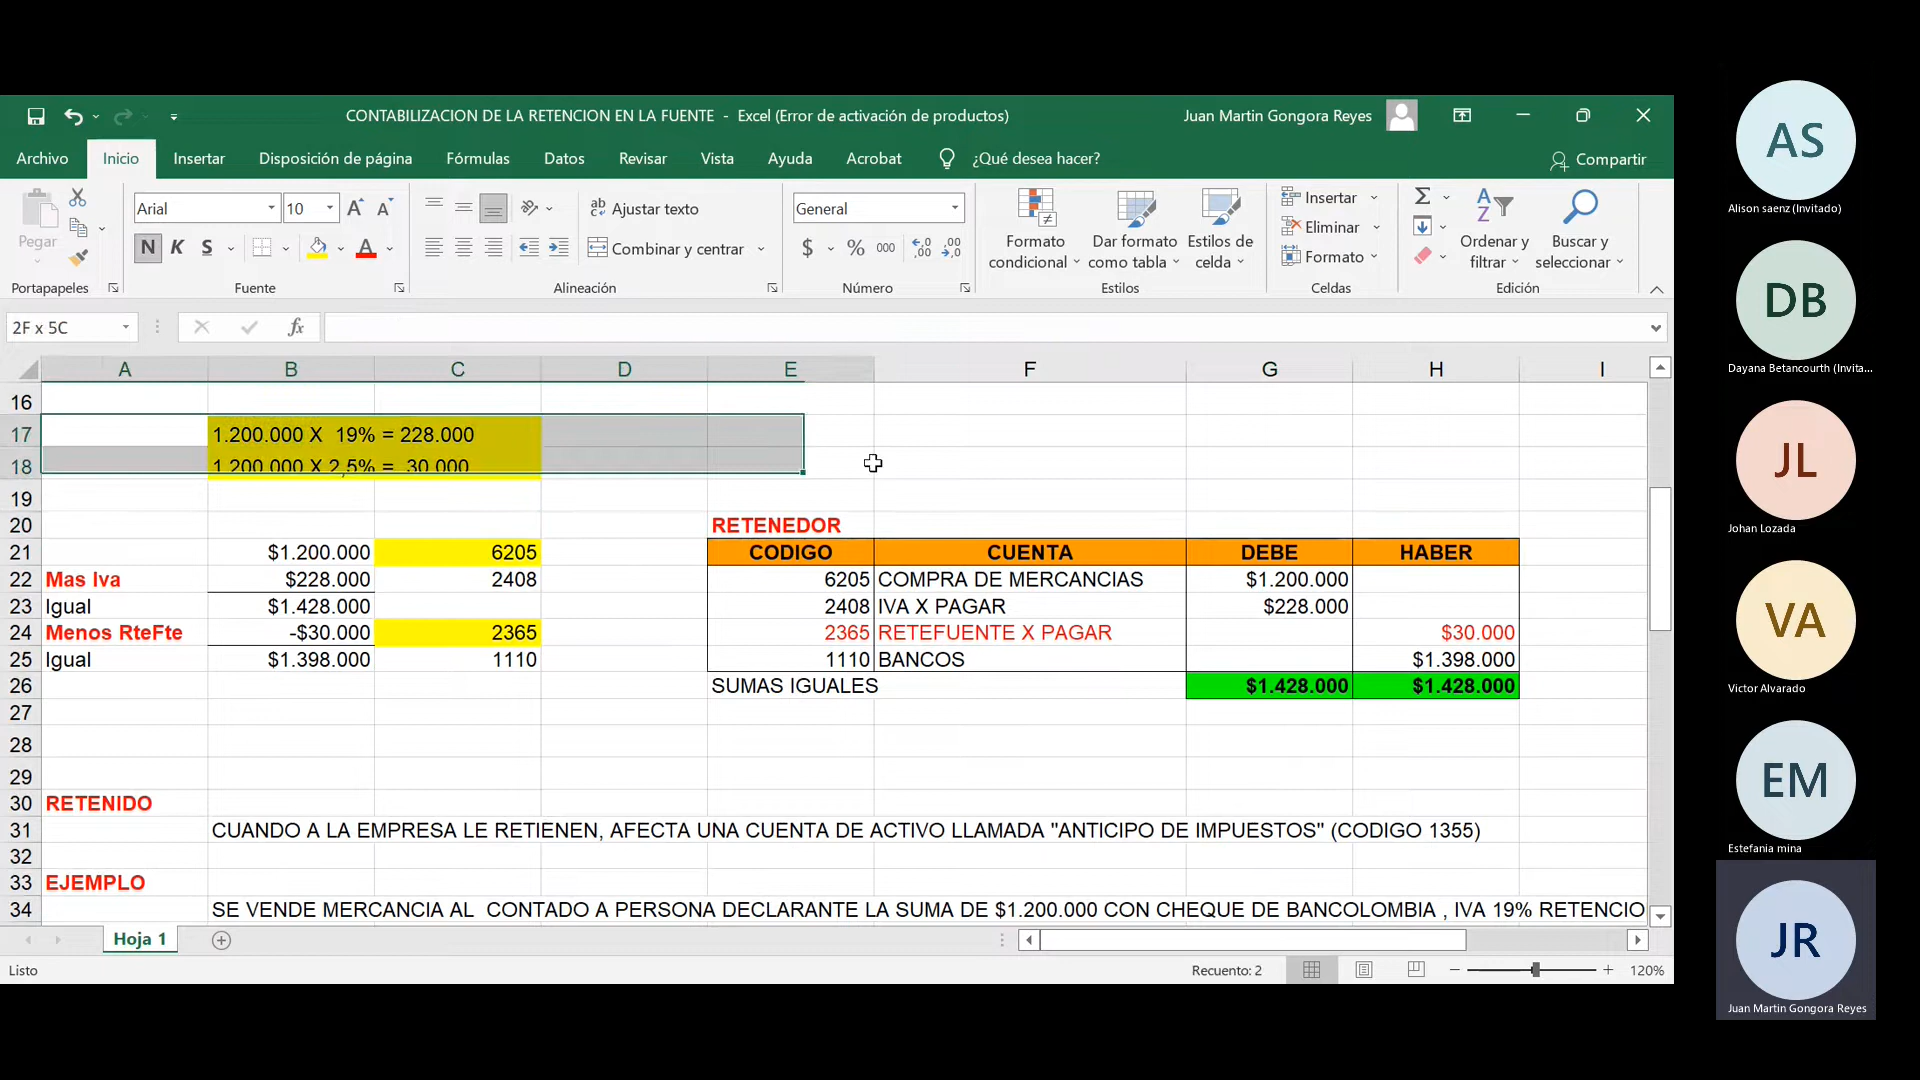 CONTABILIZACION DE LA RETENCION EN LA FUENTE - Excel (Error de activación de productos)
Juan Martin Gongora Reyes
Archivo Inicio Insertar Disposición de página Fórmulas Datos Revisar Vista Ayuda Acrobat ¿Qué desea hacer? Compartir
Pegar
Portapapeles
Arial 10
N K S
Fuente
Ajustar texto
Combinar y centrar
Alineación
General
$ % 000
Número
Formato condicional
Dar formato como tabla
Estilos de celda
Estilos
Insertar
Eliminar
Formato
Celdas
Ordenar y filtrar
Buscar y seleccionar
Edición
2F x 5C fx
A B C D E F G H I
16
17 1.200.000 X 19% = 228.000
18 1.200.000 X 2,5% = 30.000
19
20 RETENEDOR
21 $1.200.000 6205 CODIGO CUENTA DEBE HABER
22 Mas Iva $228.000 2408 6205 COMPRA DE MERCANCIAS $1.200.000
23 Igual $1.428.000 2408 IVA X PAGAR $228.000
24 Menos RteFte -$30.000 2365 2365 RETEFUENTE X PAGAR $30.000
25 Igual $1.398.000 1110 1110 BANCOS $1.398.000
26 SUMAS IGUALES $1.428.000 $1.428.000
27
28
29
30 RETENIDO
31 CUANDO A LA EMPRESA LE RETIENEN, AFECTA UNA CUENTA DE ACTIVO LLAMADA "ANTICIPO DE IMPUESTOS" (CODIGO 1355)
32
33 EJEMPLO
34 SE VENDE MERCANCIA AL CONTADO A PERSONA DECLARANTE LA SUMA DE $1.200.000 CON CHEQUE DE BANCOLOMBIA , IVA 19% RETENCIO
Hoja 1
Listo
Recuento: 2
120%
AS
Alison saenz (Invitado)
DB
Dayana Betancourth (Invita...
JL
Johan Lozada
VA
Victor Alvarado
EM
Estefania mina
JR
Juan Martin Gongora Reyes